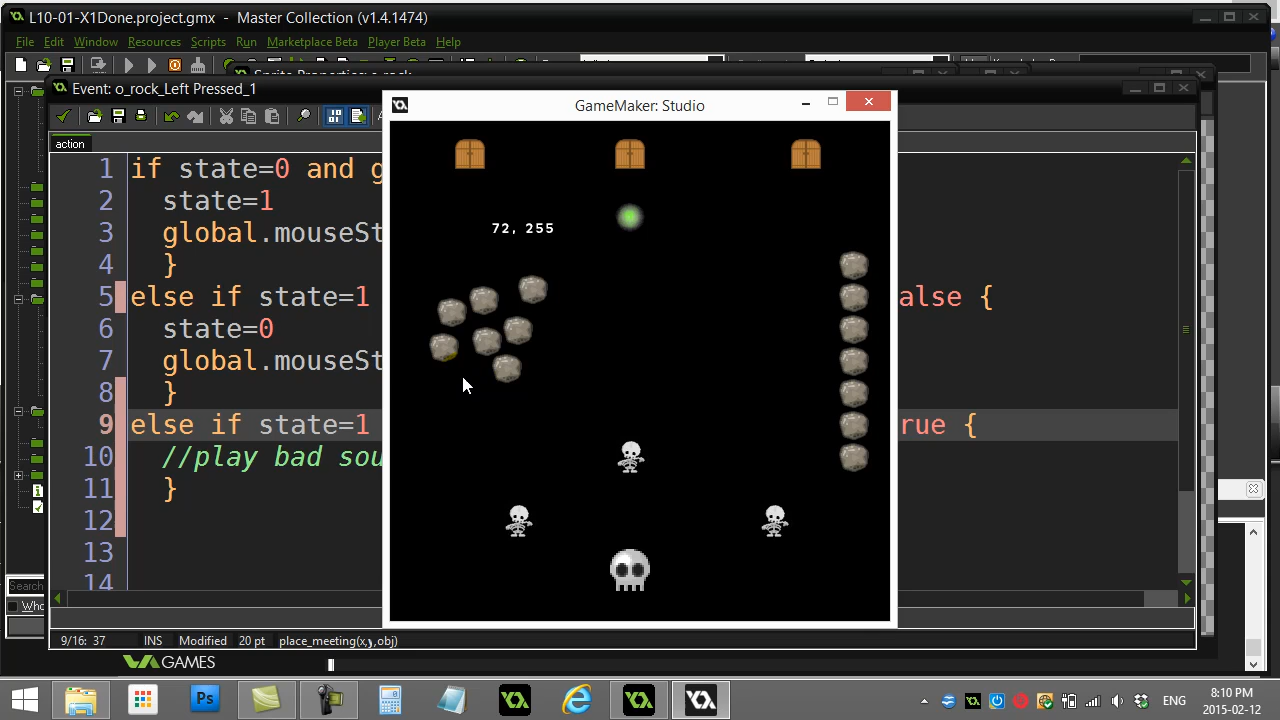 L10-01-X1Done.project.gmx - Master Collection (v1.4.1474)
File Edit Window Resources Scripts Run Marketplace Beta Player Beta Help
Event: o_rock_Left Pressed_1
GameMaker: Studio
action
1 if state=0 and g
2 state=1
3 global.mouseSt
4 }
5 else if state=1 alse {
6 state=0
7 global.mouseSt
8 }
9 else if state=1 rue {
10 //play bad sou
11 }
12
13
14
72, 255
Search
Who
9/16: 37 INS Modified 20 pt place_meeting(x,y,obj)
GAMES
Ps
ENG
8:10 PM
2015-02-12